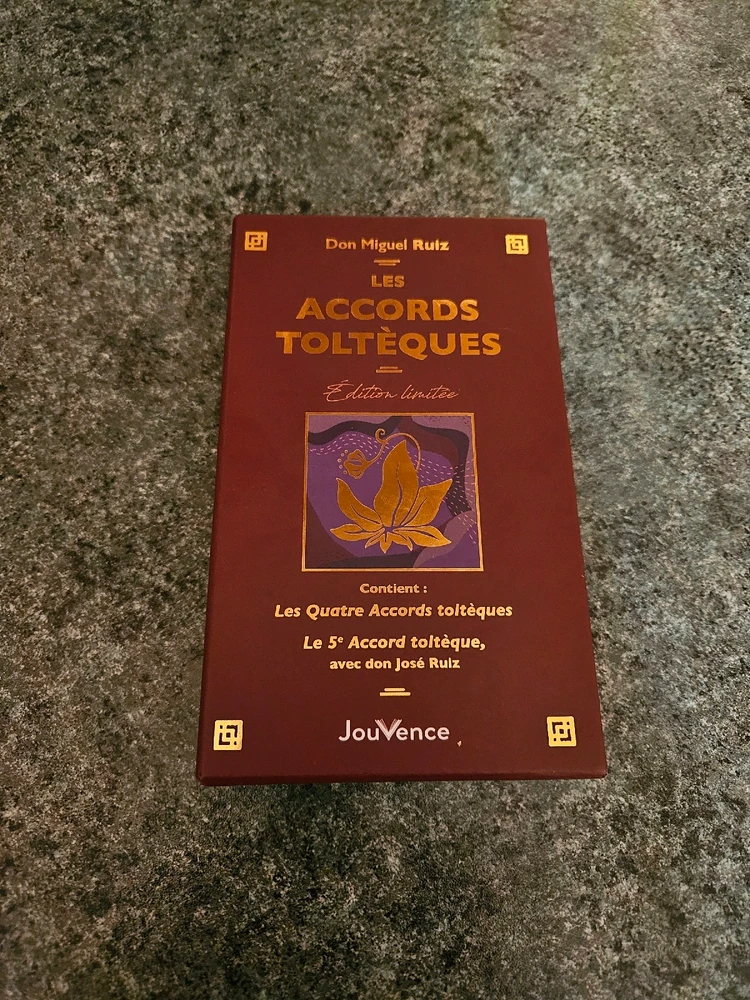 Don Miguel Ruiz
LES
ACCORDS
TOLTÈQUES
Édition limitée
Contient :
Les Quatre Accords toltèques
Le 5e Accord toltèque,
avec don José Ruiz
JouVence